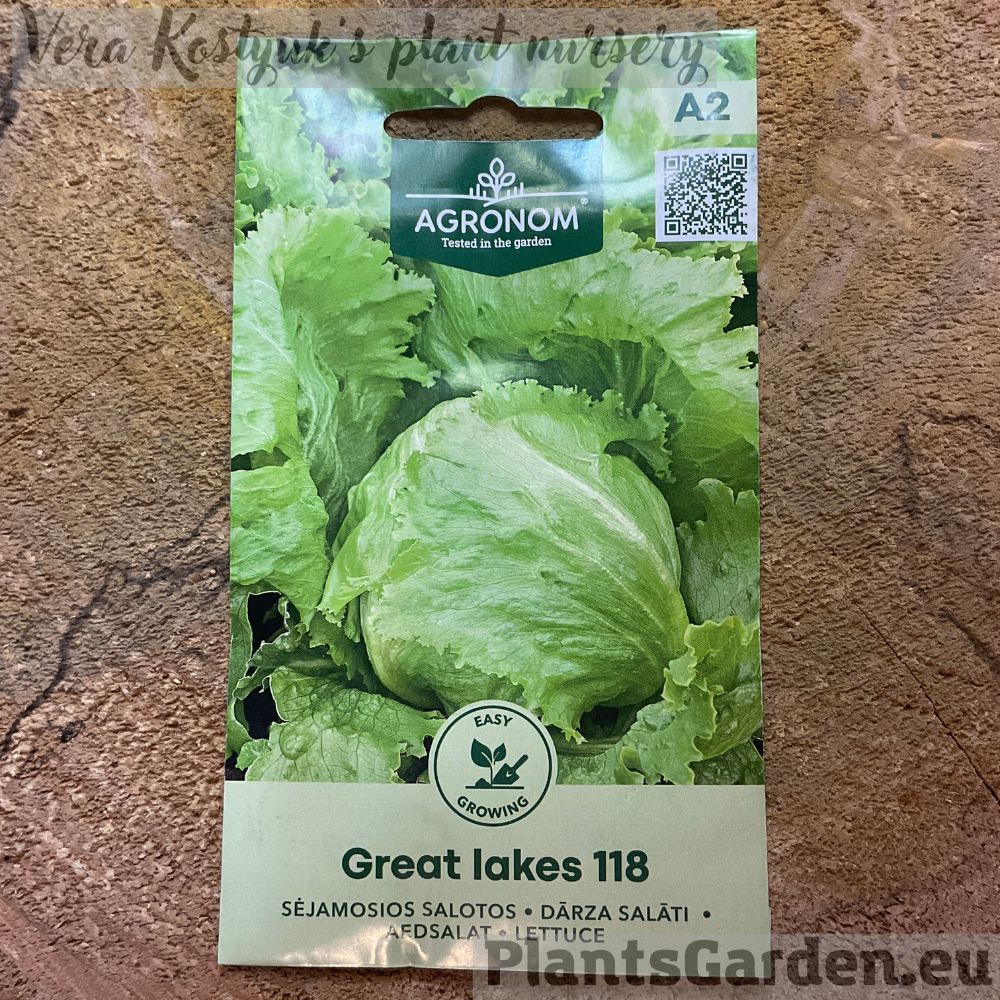 Vera Kostyuk's plant nursery
A2
AGRONOM®
Tested in the garden
EASY
GROWING
Great lakes 118
SĖJAMOSIOS SALOTOS • DĀRZA SALĀTI •
AEDSALAT • LETTUCE
PlantsGarden.eu